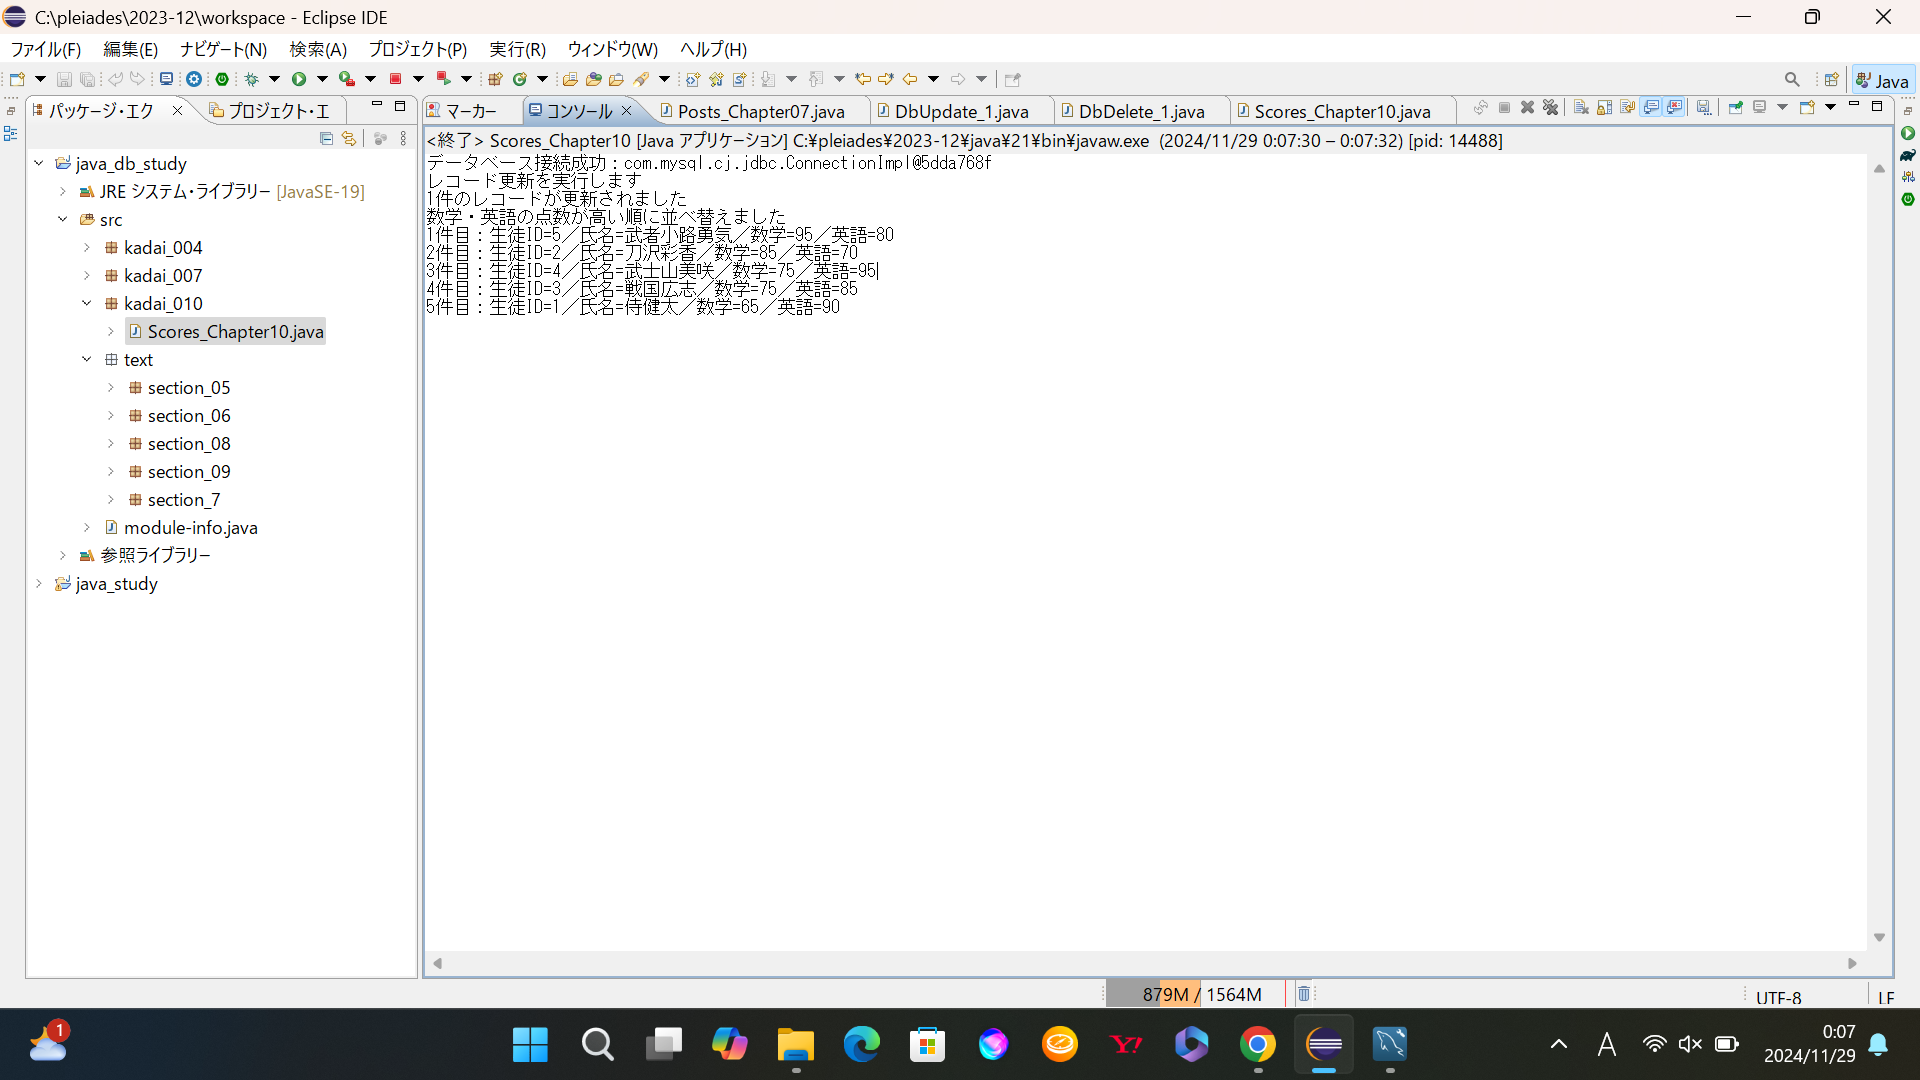 C:\pleiades\2023-12\workspace - Eclipse IDE
ファイル(F) 編集(E) ナビゲート(N) 検索(A) プロジェクト(P) 実行(R) ウィンドウ(W) ヘルプ(H)
Java
パッケージ・エク プロジェクト・エ
マーカー コンソール Posts_Chapter07.java DbUpdate_1.java DbDelete_1.java Scores_Chapter10.java
<終了> Scores_Chapter10 [Java アプリケーション] C:¥pleiades¥2023-12¥java¥21¥bin¥javaw.exe (2024/11/29 0:07:30 – 0:07:32) [pid: 14488]
データベース接続成功：com.mysql.cj.jdbc.ConnectionImpl@5dda768f
レコード更新を実行します
1件のレコードが更新されました
数学・英語の点数が高い順に並べ替えました
1件目：生徒ID=5／氏名=武者小路勇気／数学=95／英語=80
2件目：生徒ID=2／氏名=刀沢彩香／数学=85／英語=70
3件目：生徒ID=4／氏名=武士山美咲／数学=75／英語=95
4件目：生徒ID=3／氏名=戦国広志／数学=75／英語=85
5件目：生徒ID=1／氏名=侍健太／数学=65／英語=90
java_db_study
JRE システム・ライブラリー [JavaSE-19]
src
kadai_004
kadai_007
kadai_010
Scores_Chapter10.java
text
section_05
section_06
section_08
section_09
section_7
module-info.java
参照ライブラリー
java_study
879M / 1564M
UTF-8
LF
1
A
0:07
2024/11/29